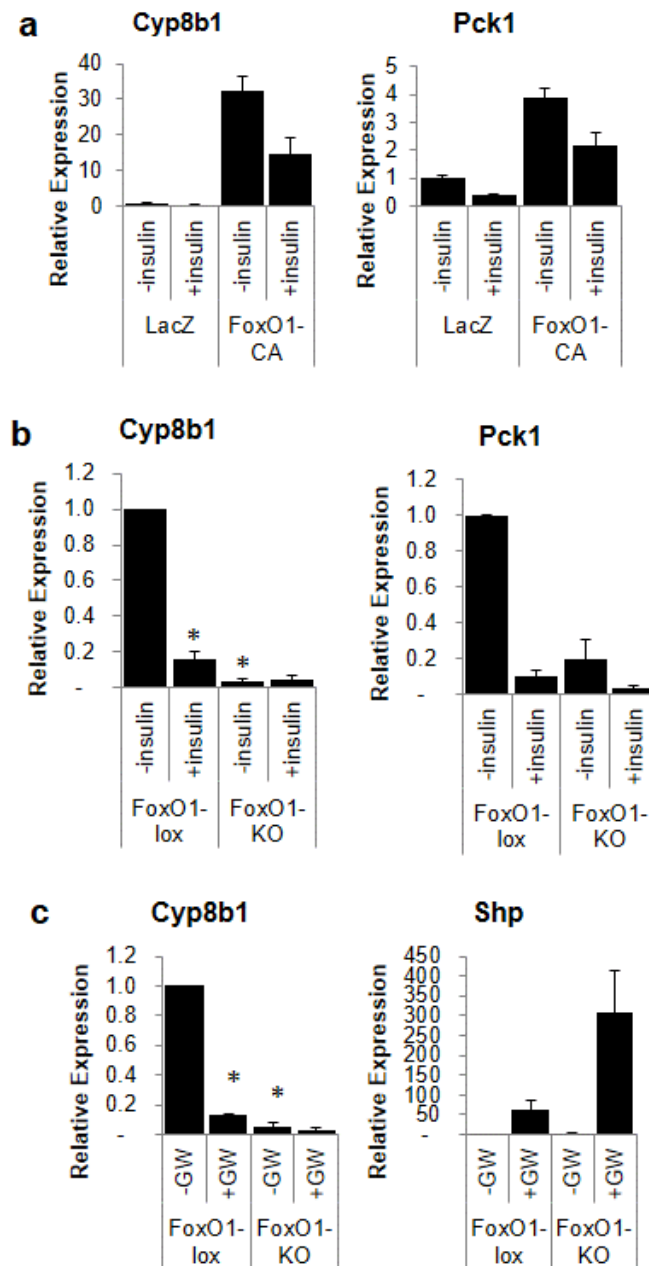 a
Cyp8b1
Pck1
Relative Expression
40
30
20
10
0
-insulin
+insulin
-insulin
+insulin
LacZ
FoxO1-
CA
Relative Expression
5
4
3
2
1
0
-insulin
+insulin
-insulin
+insulin
LacZ
FoxO1-
CA
b
Cyp8b1
Pck1
Relative Expression
1.2
1.0
0.8
0.6
0.4
0.2
-
*
*
-insulin
+insulin
-insulin
+insulin
FoxO1-
lox
FoxO1-
KO
Relative Expression
1.2
1.0
0.8
0.6
0.4
0.2
-
-insulin
+insulin
-insulin
+insulin
FoxO1-
lox
FoxO1-
KO
c
Cyp8b1
Shp
Relative Expression
1.2
1.0
0.8
0.6
0.4
0.2
-
*
*
-GW
+GW
-GW
+GW
FoxO1-
lox
FoxO1-
KO
Relative Expression
450
400
350
300
250
200
150
100
50
-
-GW
+GW
-GW
+GW
FoxO1-
lox
FoxO1-
KO